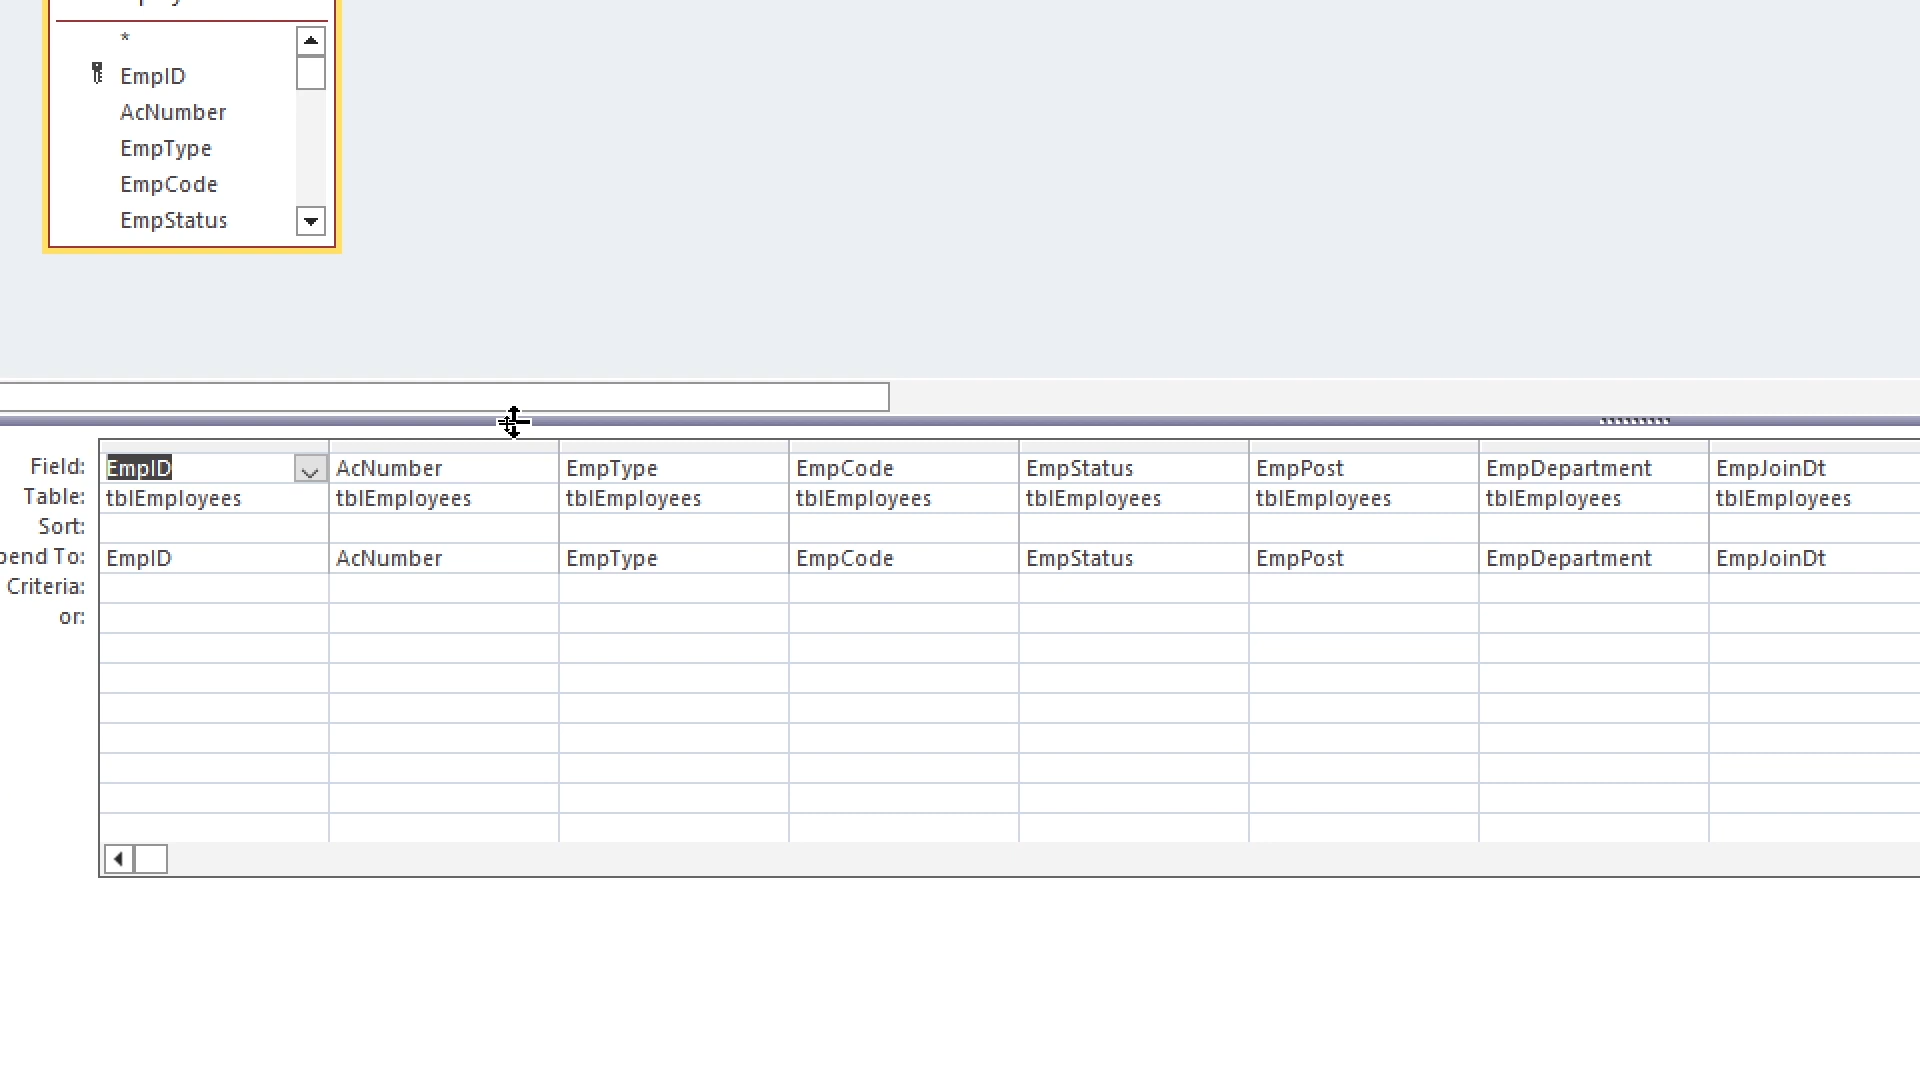 *
EmpID
AcNumber
EmpType
EmpCode
EmpStatus
Field: EmpID AcNumber EmpType EmpCode EmpStatus EmpPost EmpDepartment EmpJoinDt
Table: tblEmployees tblEmployees tblEmployees tblEmployees tblEmployees tblEmployees tblEmployees tblEmployees
Sort:
pend To: EmpID AcNumber EmpType EmpCode EmpStatus EmpPost EmpDepartment EmpJoinDt
Criteria:
or: